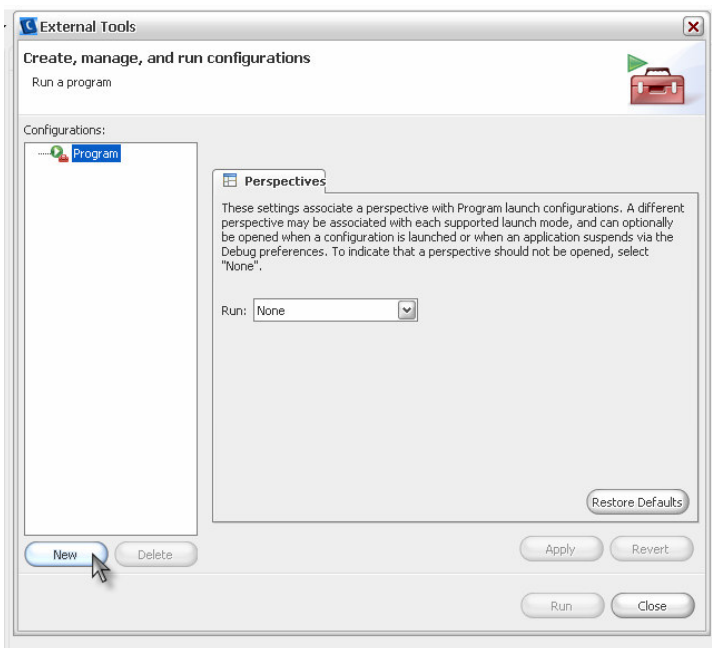 External Tools
Create, manage, and run configurations
Run a program
Configurations:
Program
Perspectives
These settings associate a perspective with Program launch configurations. A different
perspective may be associated with each supported launch mode, and can optionally
be opened when a configuration is launched or when an application suspends via the
Debug preferences. To indicate that a perspective should not be opened, select
"None".
Run: None
Restore Defaults
New Delete Apply Revert
Run Close